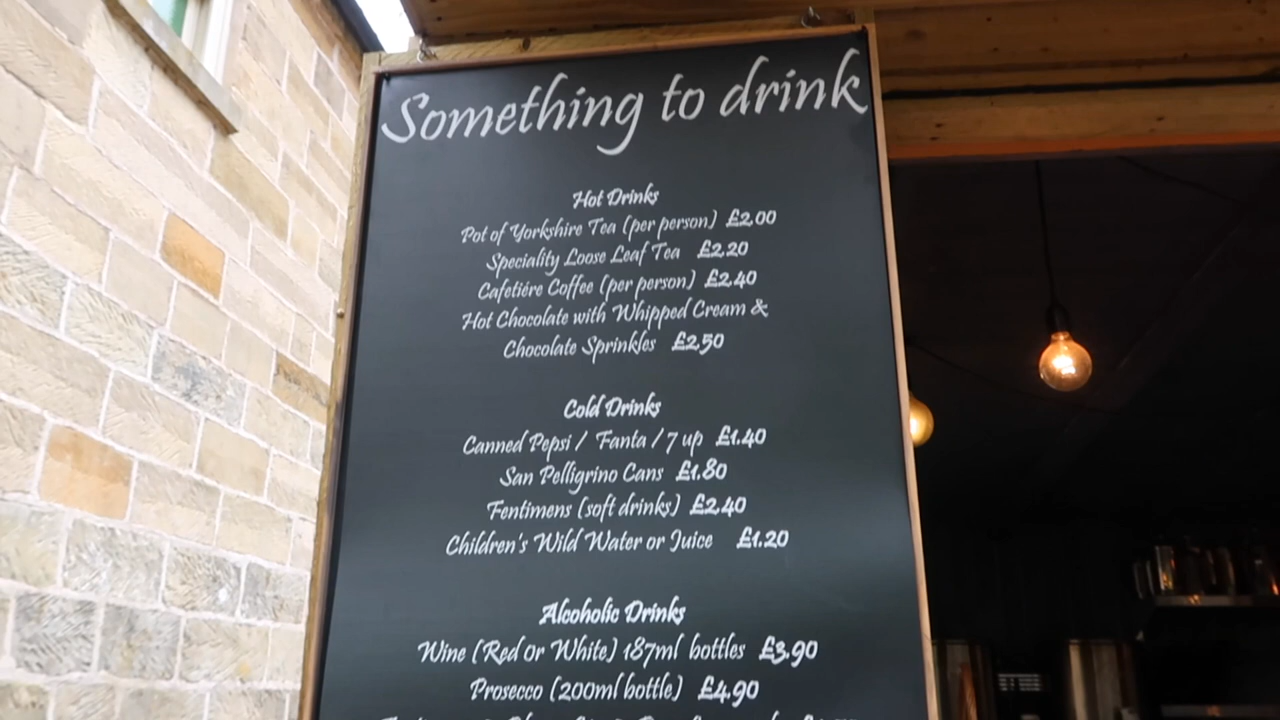 Something to drink
Hot Drinks
Pot of Yorkshire Tea (per person) £2.00
Speciality Loose Leaf Tea £2.20
Cafetiére Coffee (per person) £2.40
Hot Chocolate with Whipped Cream &
Chocolate Sprinkles £2.50
Cold Drinks
Canned Pepsi / Fanta / 7 up £1.40
San Pelligrino Cans £1.80
Fentimens (soft drinks) £2.40
Children's Wild Water or Juice £1.20
Alcoholic Drinks
Wine (Red or White) 187ml bottles £3.90
Prosecco (200ml bottle) £4.90